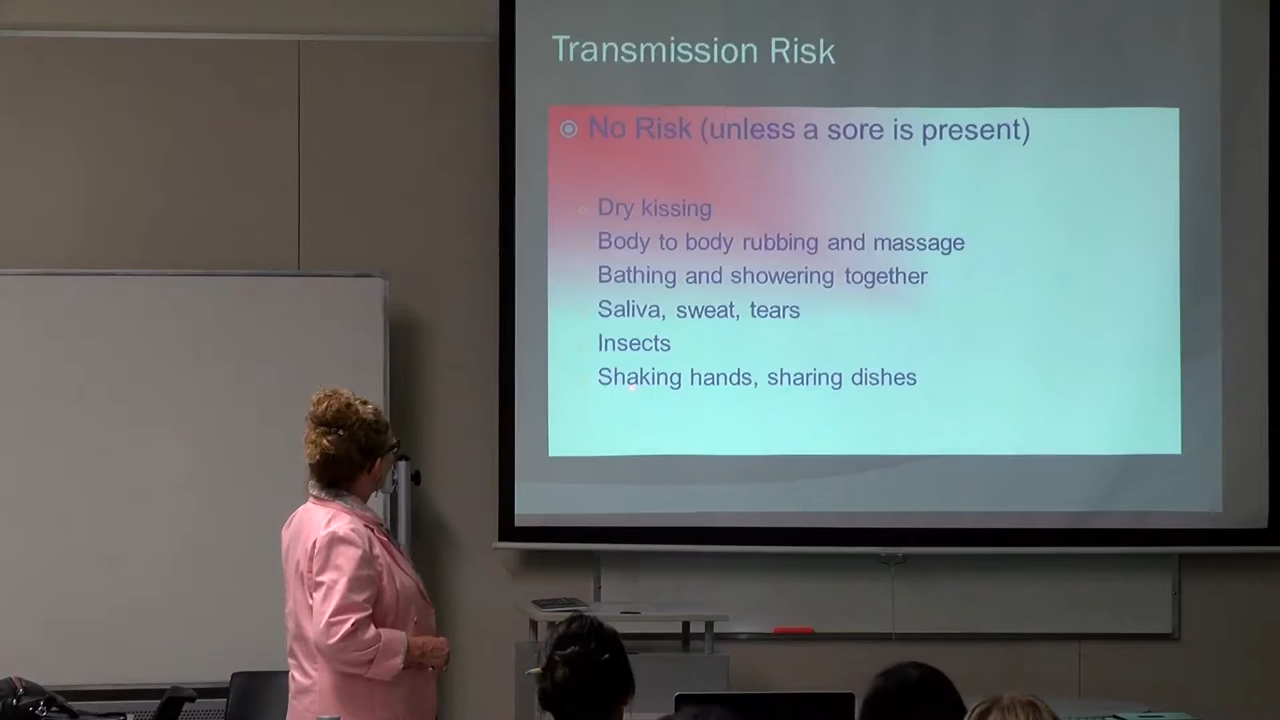 Transmission Risk
No Risk (unless a sore is present)
Dry kissing
Body to body rubbing and massage
Bathing and showering together
Saliva, sweat, tears
Insects
Shaking hands, sharing dishes